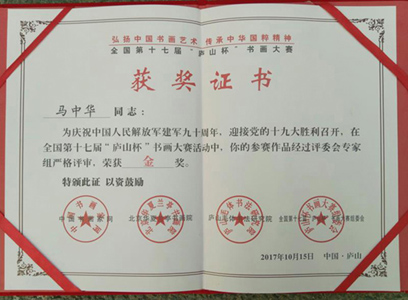 弘扬中国书画艺术 传承中华国粹精神
全国第十七届“庐山杯”书画大赛
获奖证书
马中华 同志：
为庆祝中国人民解放军建军九十周年，迎接党的十九大胜利召开，在
全国第十七届“庐山杯”书画大赛活动中，你的参赛作品经过评委会专家
组严格评审，荣获 金 奖。
特颁此证 以资鼓励
2017年10月15日 中国·庐山